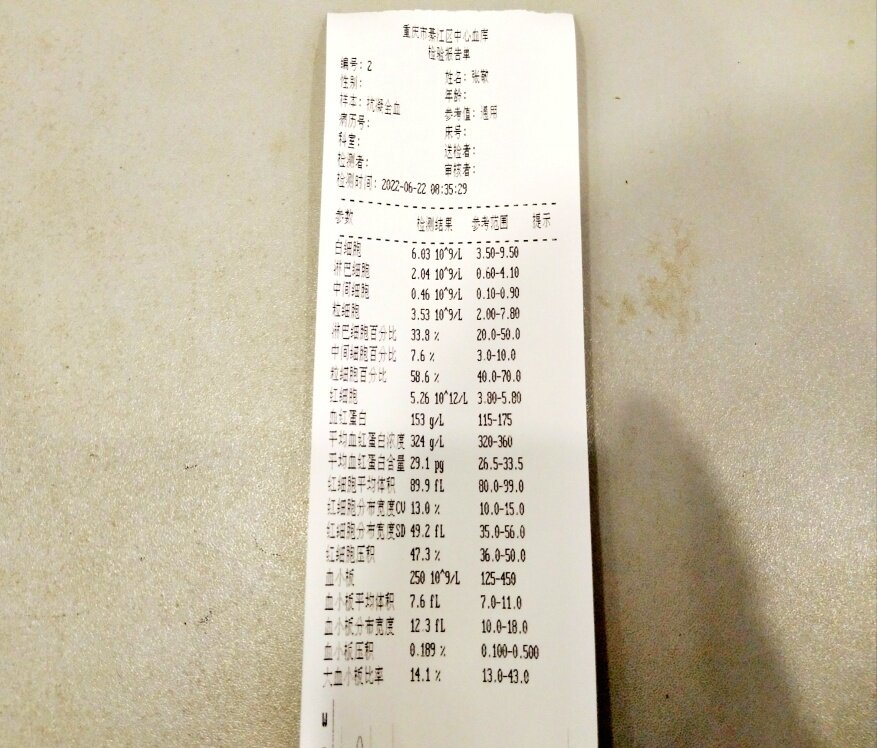 重庆市綦江区中心血库
检验报告单
编号: 2
姓名: 张敏
性别:
年龄:
样本: 抗凝全血
参考值: 通用
病历号:
床号:
科室:
送检者:
检测者:
审核者:
检测时间: 2022-06-22 08:35:29
参数 检测结果 参考范围 提示
白细胞 6.03 10^9/L 3.50-9.50
淋巴细胞 2.04 10^9/L 0.60-4.10
中间细胞 0.46 10^9/L 0.10-0.90
粒细胞 3.53 10^9/L 2.00-7.80
淋巴细胞百分比 33.8 % 20.0-50.0
中间细胞百分比 7.6 % 3.0-10.0
粒细胞百分比 58.6 % 40.0-70.0
红细胞 5.26 10^12/L 3.80-5.80
血红蛋白 153 g/L 115-175
平均血红蛋白浓度 324 g/L 320-360
平均血红蛋白含量 29.1 pg 26.5-33.5
红细胞平均体积 89.9 fL 80.0-99.0
红细胞分布宽度CV 13.0 % 10.0-15.0
红细胞分布宽度SD 49.2 fL 35.0-56.0
红细胞压积 47.3 % 36.0-50.0
血小板 250 10^9/L 125-450
血小板平均体积 7.6 fL 7.0-11.0
血小板分布宽度 12.3 fL 10.0-18.0
血小板压积 0.189 % 0.100-0.500
大血小板比率 14.1 % 13.0-43.0